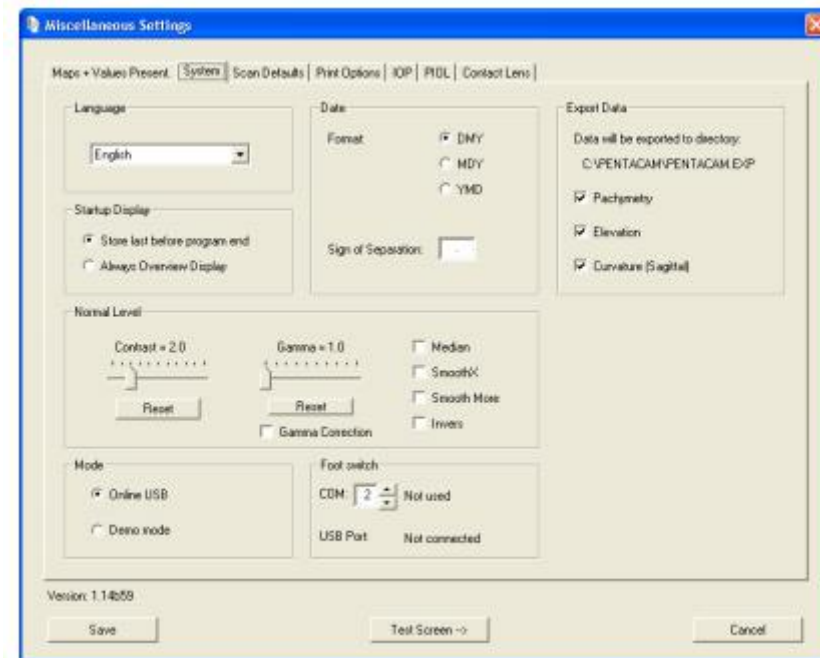 Miscellaneous Settings
Maps + Values Present. System Scan Defaults Print Options IOP PIOL Contact Lens
Language
English
Startup Display
Store last before program end
Always Overview Display
Date
Format
DMY
MDY
YMD
Sign of Separation:
Export Data
Data will be exported to directory:
C:\PENTACAM\PENTACAM.EXP
Pachymetry
Elevation
Curvature (Sagittal)
Normal Level
Contrast = 2.0
Reset
Gamma = 1.0
Reset
Gamma Correction
Median
SmoothX
Smooth More
Invers
Mode
Online USB
Demo mode
Foot switch
COM: 2 Not used
USB Port Not connected
Version: 1.14b59
Save Test Screen -> Cancel